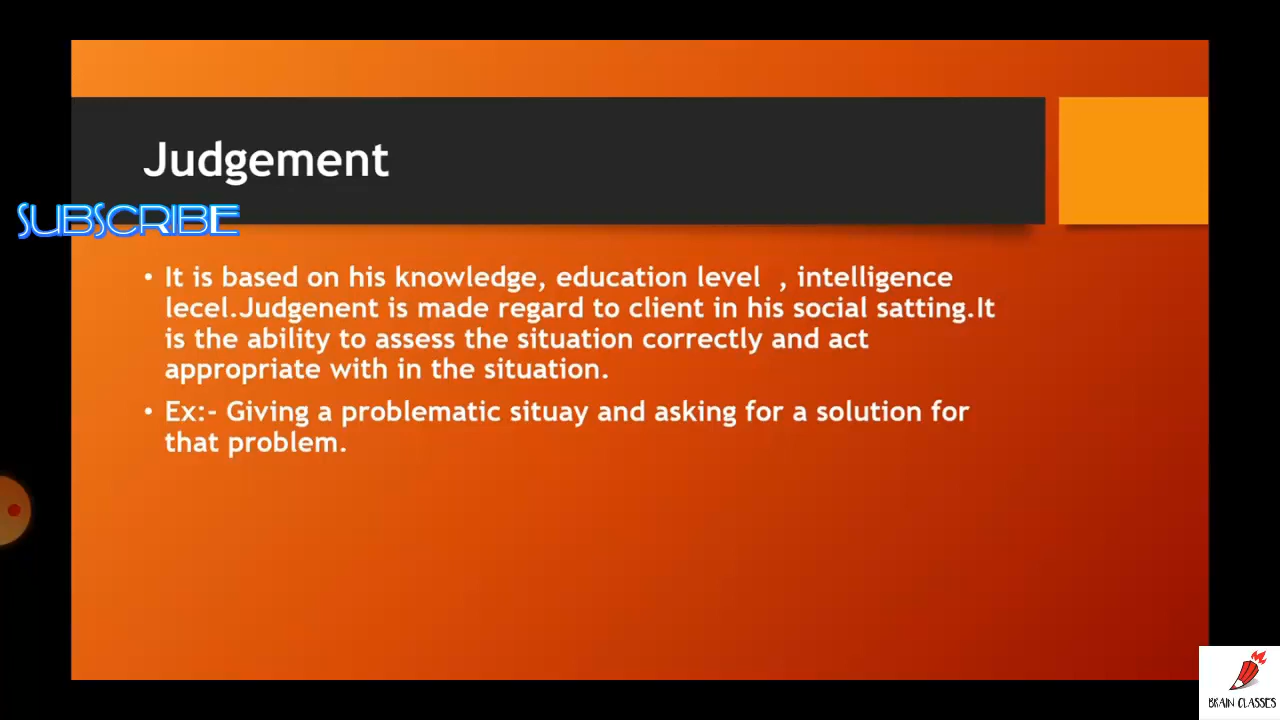 Judgement
SUBSCRIBE
• It is based on his knowledge, education level , intelligence
lecel.Judgenent is made regard to client in his social satting.It
is the ability to assess the situation correctly and act
appropriate with in the situation.
• Ex:- Giving a problematic situay and asking for a solution for
that problem.
BRAIN CLASSES